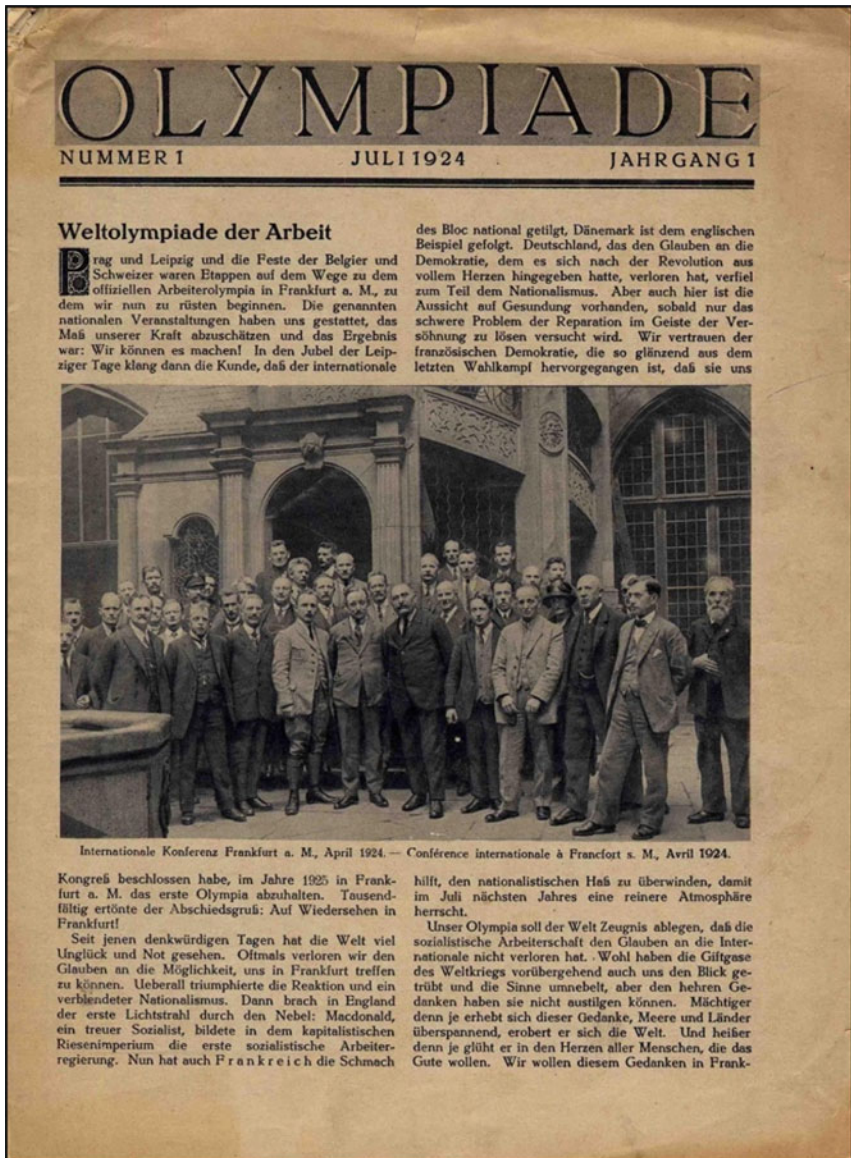 OLYMPIADE
NUMMER 1 JULI 1924 JAHRGANG 1
Weltolympiade der Arbeit
Prag und Leipzig und die Feste der Belgier und
Schweizer waren Etappen auf dem Wege zu dem
offiziellen Arbeiterolympia in Frankfurt a. M., zu
dem wir nun zu rüsten beginnen. Die genannten
nationalen Veranstaltungen haben uns gestattet, das
Maß unserer Kraft abzuschätzen und das Ergebnis
war: Wir können es machen! In den Jubel der Leip-
ziger Tage klang dann die Kunde, daß der internationale
des Bloc national getilgt, Dänemark ist dem englischen
Beispiel gefolgt. Deutschland, das den Glauben an die
Demokratie, dem es sich nach der Revolution aus
vollem Herzen hingegeben hatte, verloren hat, verfiel
zum Teil dem Nationalismus. Aber auch hier ist die
Aussicht auf Gesundung vorhanden, sobald nur das
schwere Problem der Reparation im Geiste der Ver-
söhnung zu lösen versucht wird. Wir vertrauen der
französischen Demokratie, die so glänzend aus dem
letzten Wahlkampf hervorgegangen ist, daß sie uns
Internationale Konferenz Frankfurt a. M., April 1924. — Conférence internationale à Francfort s. M., Avril 1924.
Kongreß beschlossen habe, im Jahre 1925 in Frank-
furt a. M. das erste Olympia abzuhalten. Tausend-
fältig ertönte der Abschiedsgruß: Auf Wiedersehen in
Frankfurt!
Seit jenen denkwürdigen Tagen hat die Welt viel
Unglück und Not gesehen. Oftmals verloren wir den
Glauben an die Möglichkeit, uns in Frankfurt treffen
zu können. Ueberall triumphierte die Reaktion und ein
verblendeter Nationalismus. Dann brach in England
der erste Lichtstrahl durch den Nebel: Macdonald,
ein treuer Sozialist, bildete in dem kapitalistischen
Riesenimperium die erste sozialistische Arbeiter-
regierung. Nun hat auch Frankreich die Schmach
hilft, den nationalistischen Haß zu überwinden, damit
im Juli nächsten Jahres eine reinere Atmosphäre
herrscht.
Unser Olympia soll der Welt Zeugnis ablegen, daß die
sozialistische Arbeiterschaft den Glauben an die Inter-
nationale nicht verloren hat. Wohl haben die Giftgase
des Weltkriegs vorübergehend auch uns den Blick ge-
trübt und die Sinne umnebelt, aber den hehren Ge-
danken haben sie nicht austilgen können. Mächtiger
denn je erhebt sich dieser Gedanke, Meere und Länder
überspannend, erobert er sich die Welt. Und heißer
denn je glüht er in den Herzen aller Menschen, die das
Gute wollen. Wir wollen diesem Gedanken in Frank-